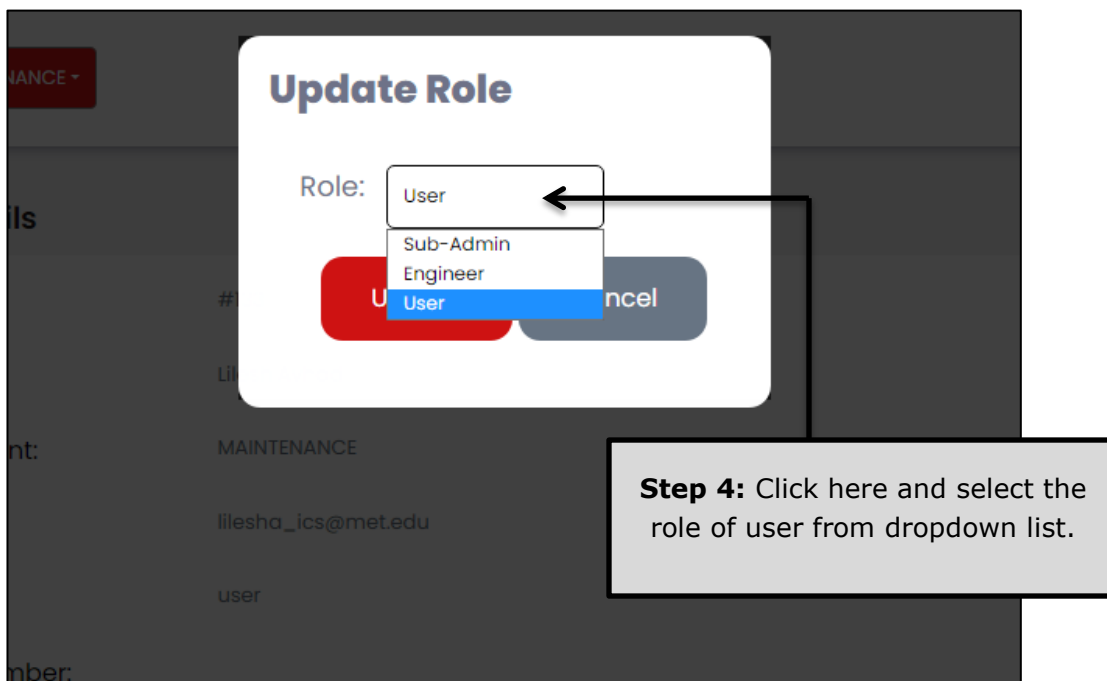 NANCE
Update Role
Role:
User
ils
Sub-Admin
Engineer
User
#1
U
ncel
Lil
nt:
MAINTENANCE
Step 4: Click here and select the
role of user from dropdown list.
lilesha_ics@met.edu
user
mber: